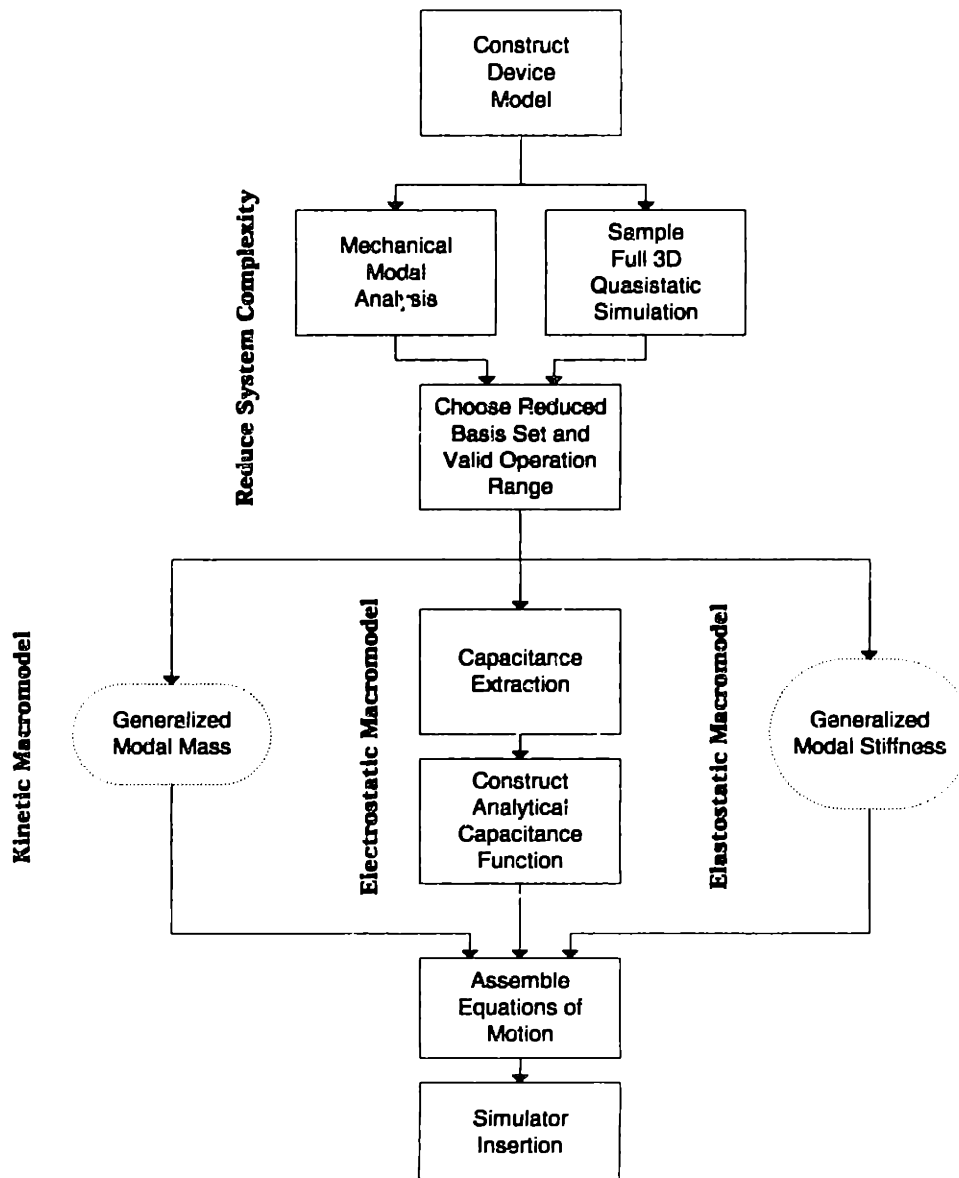 Construct
Device
Model
Reduce System Complexity
Mechanical
Modal
Analysis
Sample
Full 3D
Quasistatic
Simulation
Choose Reduced
Basis Set and
Valid Operation
Range
Kinetic Macromodel
Generalized
Modal Mass
Electrostatic Macromodel
Capacitance
Extraction
Construct
Analytical
Capacitance
Function
Elastostatic Macromodel
Generalized
Modal Stiffness
Assemble
Equations of
Motion
Simulator
Insertion